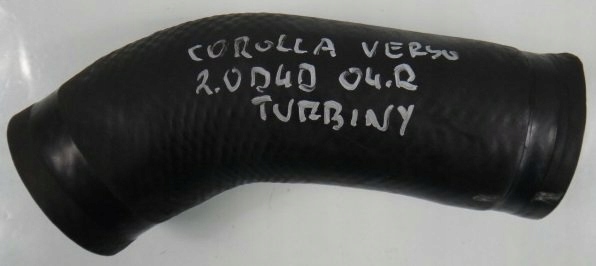 COROLLA VERSO
2.0D4D 04.R
TURBINY